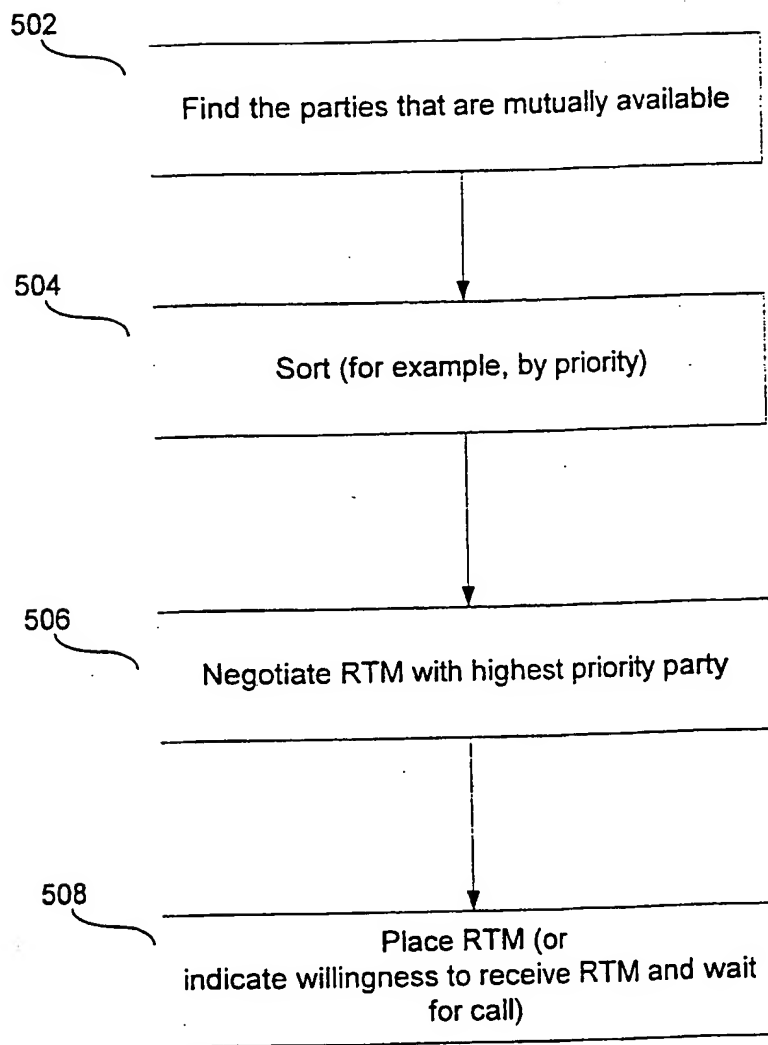 502
Find the parties that are mutually available
504
Sort (for example, by priority)
506
Negotiate RTM with highest priority party
508
Place RTM (or
indicate willingness to receive RTM and wait
for call)